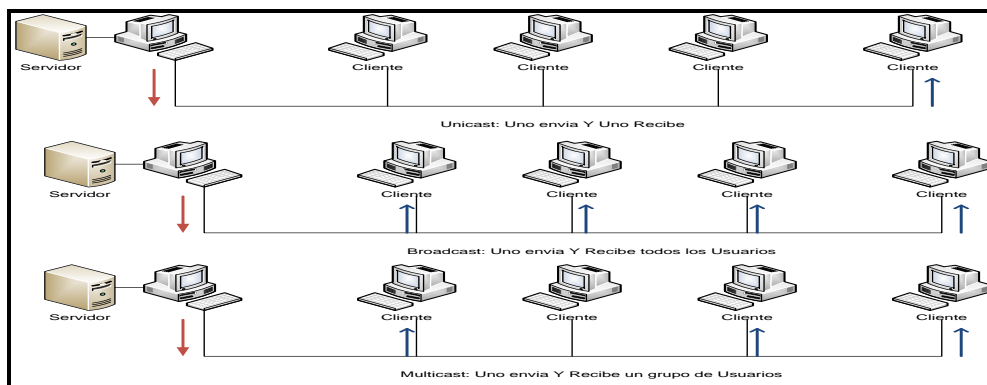 Servidor Cliente Cliente Cliente Cliente
Unicast: Uno envia Y Uno Recibe
Servidor Cliente Cliente Cliente Cliente
Broadcast: Uno envia Y Recibe todos los Usuarios
Servidor Cliente Cliente Cliente Cliente
Multicast: Uno envia Y Recibe un grupo de Usuarios